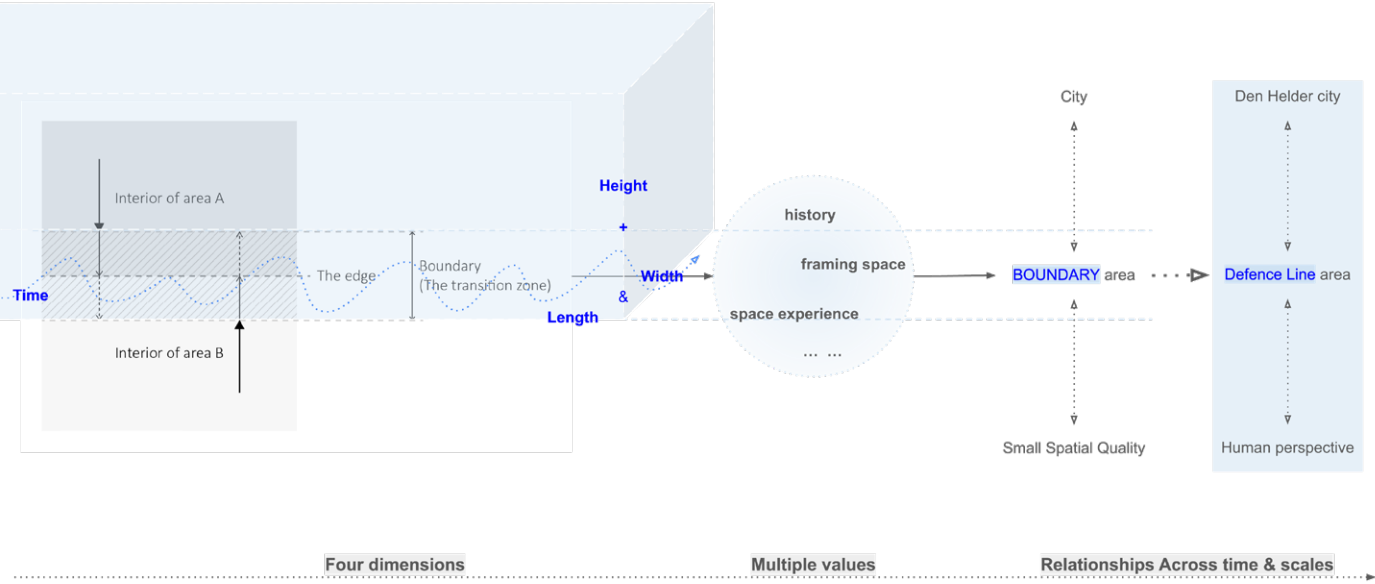 City
Den Helder city
Height
Interior of area A
history
+
framing space
The edge
Boundary
(The transition zone)
Width
BOUNDARY area
Defence Line area
Time
&
Length
space experience
... ...
Interior of area B
Small Spatial Quality
Human perspective
Four dimensions
Multiple values
Relationships Across time & scales